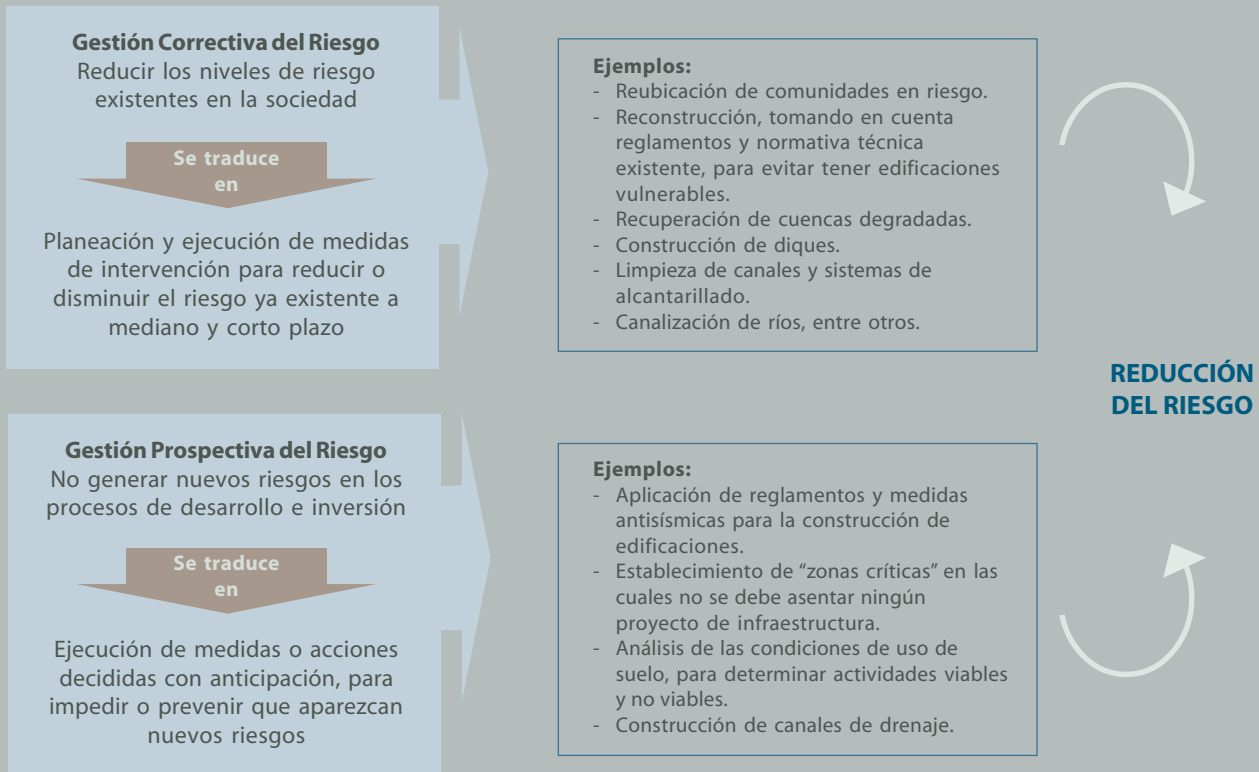 Gestión Correctiva del Riesgo
Reducir los niveles de riesgo
existentes en la sociedad
Se traduce
en
Planeación y ejecución de medidas
de intervención para reducir o
disminuir el riesgo ya existente a
mediano y corto plazo
Ejemplos:
- Reubicación de comunidades en riesgo.
- Reconstrucción, tomando en cuenta
reglamentos y normativa técnica
existente, para evitar tener edificaciones
vulnerables.
- Recuperación de cuencas degradadas.
- Construcción de diques.
- Limpieza de canales y sistemas de
alcantarillado.
- Canalización de ríos, entre otros.
REDUCCIÓN
DEL RIESGO
Gestión Prospectiva del Riesgo
No generar nuevos riesgos en los
procesos de desarrollo e inversión
Se traduce
en
Ejecución de medidas o acciones
decididas con anticipación, para
impedir o prevenir que aparezcan
nuevos riesgos
Ejemplos:
- Aplicación de reglamentos y medidas
antisísmicas para la construcción de
edificaciones.
- Establecimiento de “zonas críticas” en las
cuales no se debe asentar ningún
proyecto de infraestructura.
- Análisis de las condiciones de uso de
suelo, para determinar actividades viables
y no viables.
- Construcción de canales de drenaje.